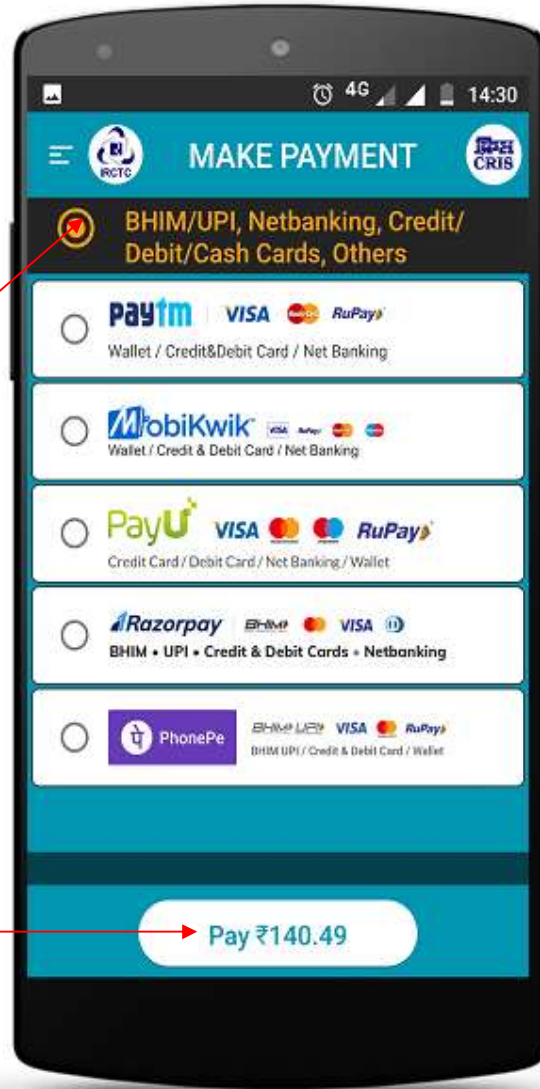 4G 14:30
IRCTC MAKE PAYMENT क्रिस CRIS
BHIM/UPI, Netbanking, Credit/
Debit/Cash Cards, Others
Paytm VISA RuPay
Wallet / Credit&Debit Card / Net Banking
MobiKwik VISA RuPay
Wallet / Credit & Debit Card / Net Banking
PayU VISA RuPay
Credit Card / Debit Card / Net Banking / Wallet
Razorpay BHIM VISA
BHIM • UPI • Credit & Debit Cards • Netbanking
पे PhonePe BHIM UPI VISA RuPay
BHIM UPI / Credit & Debit Card / Wallet
Pay ₹140.49